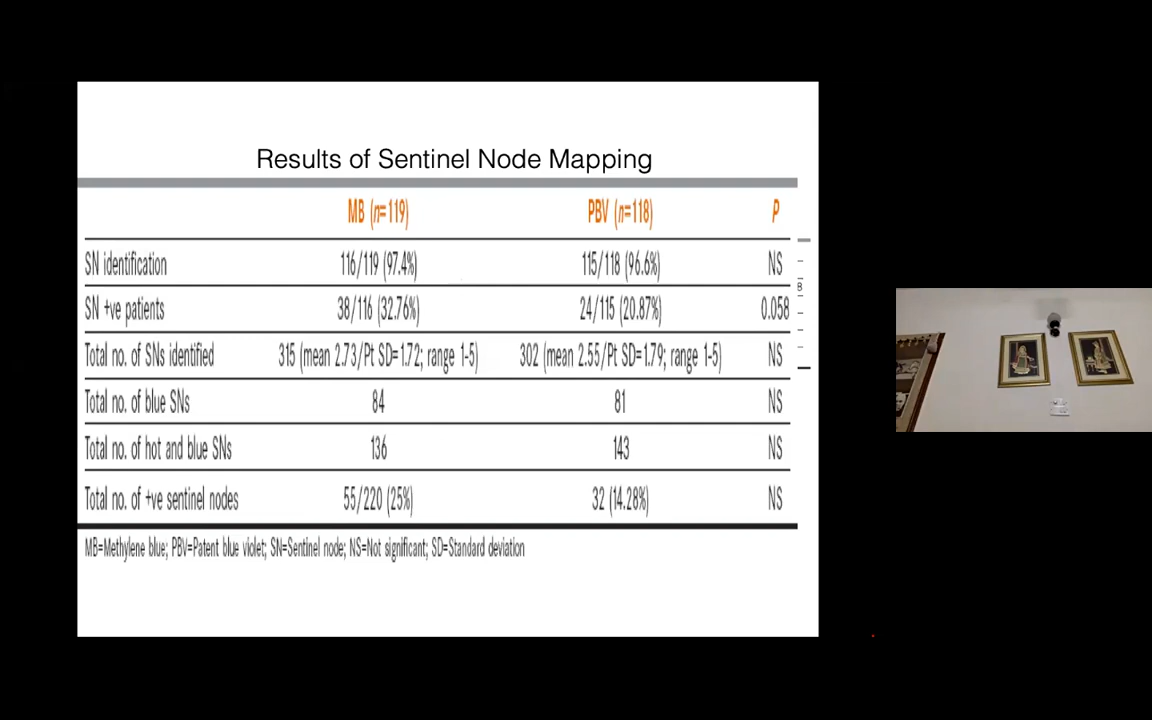 Results of Sentinel Node Mapping
MB (n=119) PBV (n=118) P
SN identification 116/119 (97.4%) 115/118 (96.6%) NS
SN +ve patients 38/116 (32.76%) 24/115 (20.87%) 0.058
Total no. of SNs identified 315 (mean 2.73/Pt SD=1.72; range 1-5) 302 (mean 2.55/Pt SD=1.79; range 1-5) NS
Total no. of blue SNs 84 81 NS
Total no. of hot and blue SNs 136 143 NS
Total no. of +ve sentinel nodes 55/220 (25%) 32 (14.28%) NS
MB=Methylene blue; PBV=Patent blue violet; SN=Sentinel node; NS=Not significant; SD=Standard deviation
8